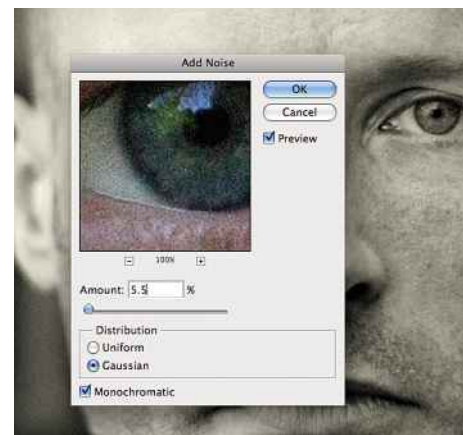 Add Noise
OK
Cancel
Preview
100%
Amount: 5.5 %
Distribution
Uniform
Gaussian
Monochromatic